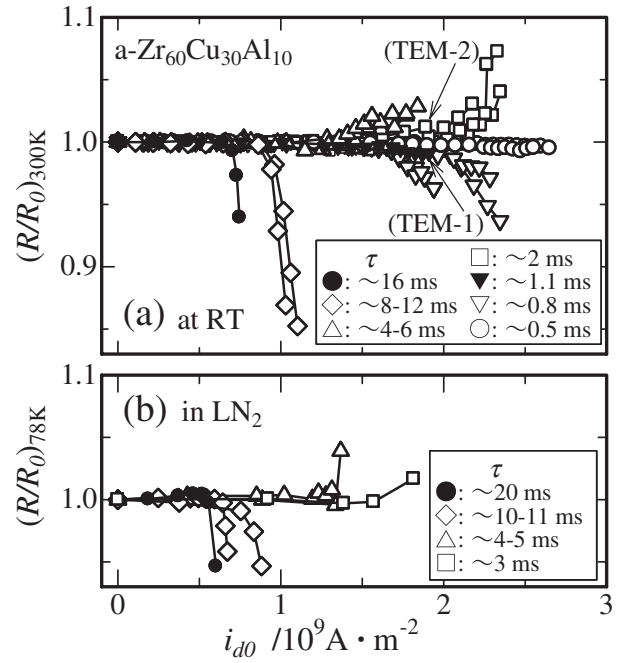 1.1
a-Zr₆₀Cu₃₀Al₁₀
(TEM-2)
1.0
(R/R₀)₃₀₀K
(TEM-1)
0.9
(a) at RT
τ
●: ~16 ms
◇: ~8-12 ms
△: ~4-6 ms
□: ~2 ms
▼: ~1.1 ms
▽: ~0.8 ms
○: ~0.5 ms
1.1
(b) in LN₂
(R/R₀)₇₈K
1.0
τ
●: ~20 ms
◇: ~10-11 ms
△: ~4-5 ms
□: ~3 ms
0 1 2 3
i_d0 /10⁹A · m⁻²